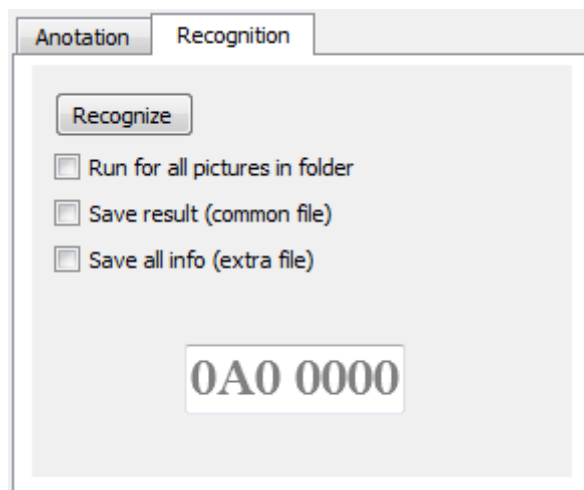 Anotation Recognition
Recognize
Run for all pictures in folder
Save result (common file)
Save all info (extra file)
0A0 0000